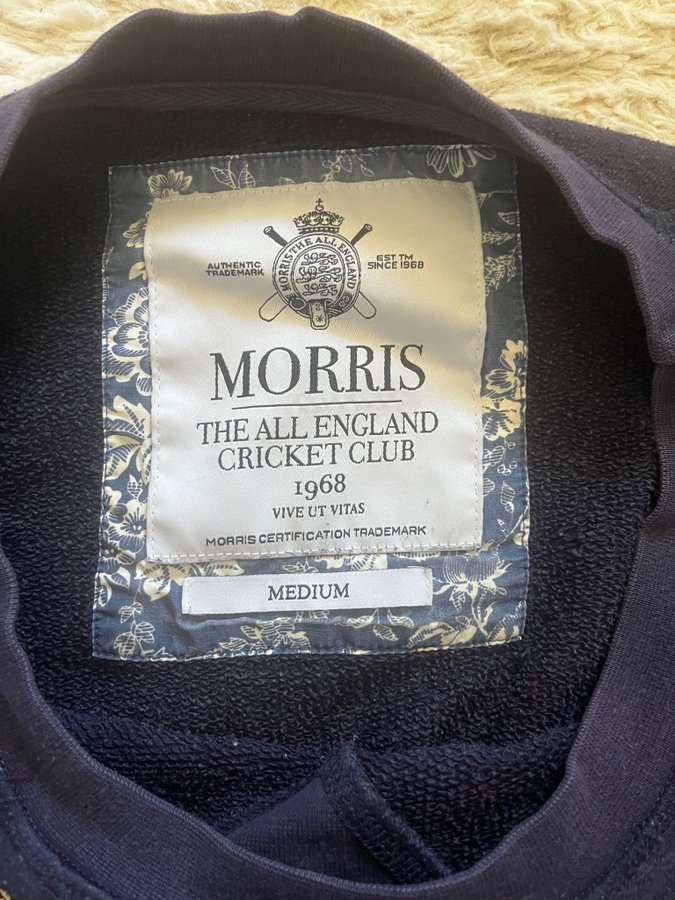 MORRIS THE ALL ENGLAND
AUTHENTIC
TRADEMARK
EST TM
SINCE 1968
MORRIS
THE ALL ENGLAND
CRICKET CLUB
1968
VIVE UT VITAS
MORRIS CERTIFICATION TRADEMARK
MEDIUM